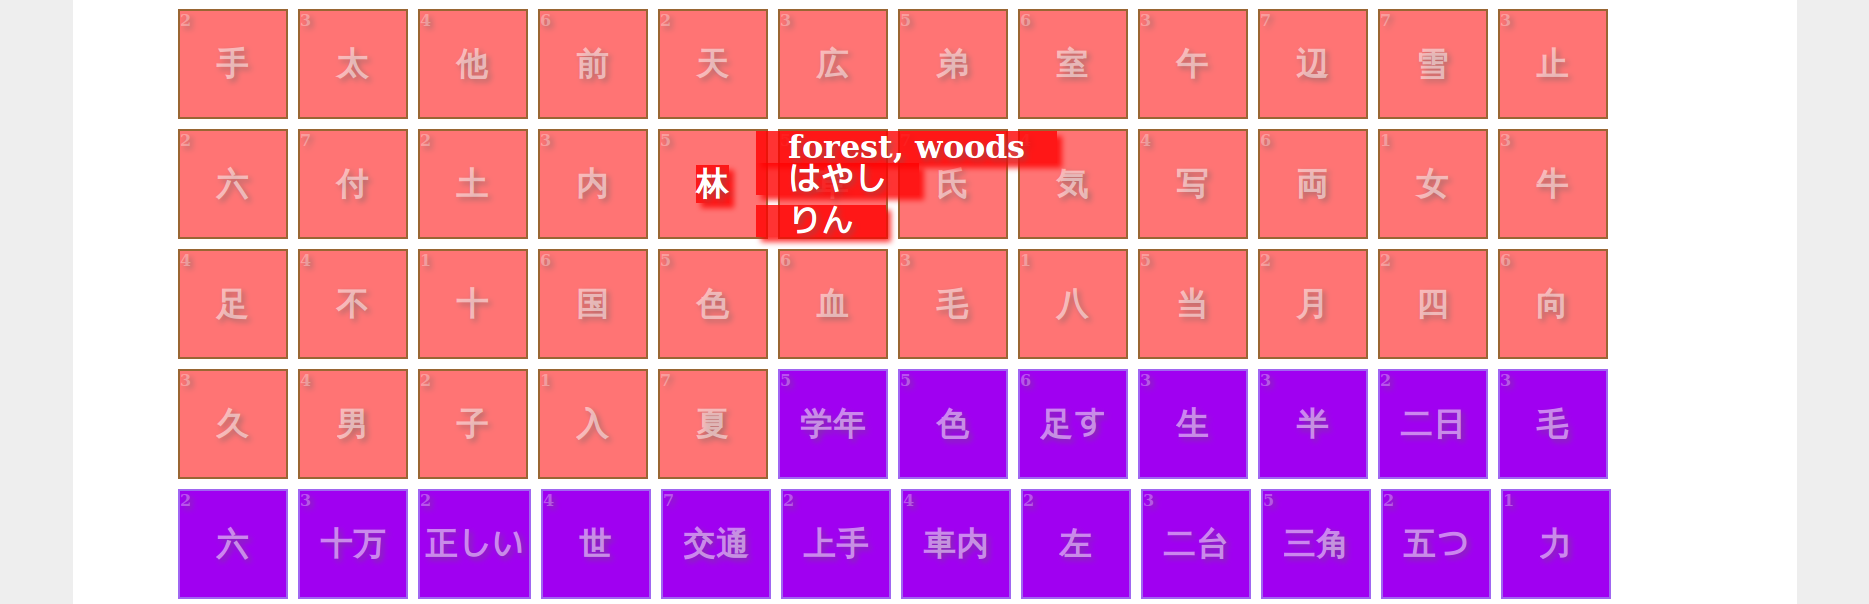 2 3 4 6 2 3 5 6 3 7 7 3
手 太 他 前 天 広 弟 室 午 辺 雪 止
2 7 2 3 5 4 6 1 3
forest, woods
六 付 土 内 林 はやし 氏 気 写 両 女 牛
りん
4 4 1 6 5 6 3 1 5 2 2 6
足 不 十 国 色 血 毛 八 当 月 四 向
3 4 2 1 7 5 5 6 3 3 2 3
久 男 子 入 夏 学年 色 足す 生 半 二日 毛
2 3 2 4 7 2 4 2 3 5 2 1
六 十万 正しい 世 交通 上手 車内 左 二台 三角 五つ 力